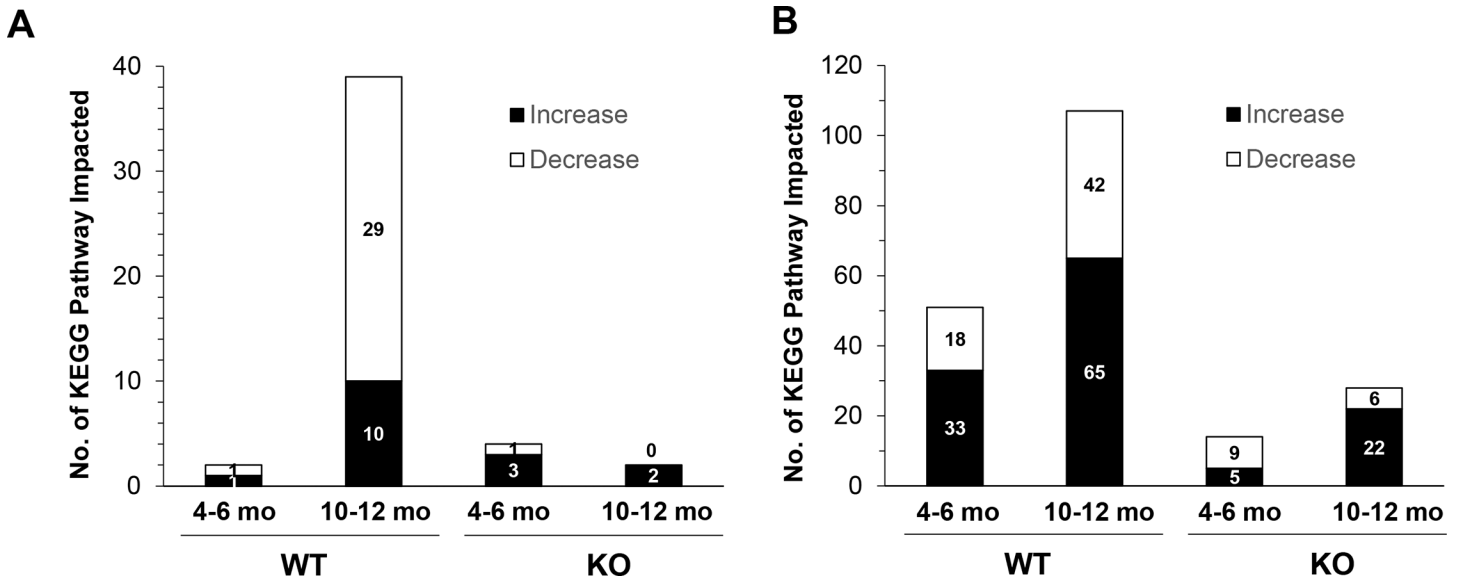 A
No. of KEGG Pathway Impacted
40
30
20
10
0
Increase
Decrease
1
1
29
10
1
3
0
2
4-6 mo 10-12 mo 4-6 mo 10-12 mo
WT KO
B
No. of KEGG Pathway Impacted
120
100
80
60
40
20
0
Increase
Decrease
18
33
42
65
9
5
6
22
4-6 mo 10-12 mo 4-6 mo 10-12 mo
WT KO